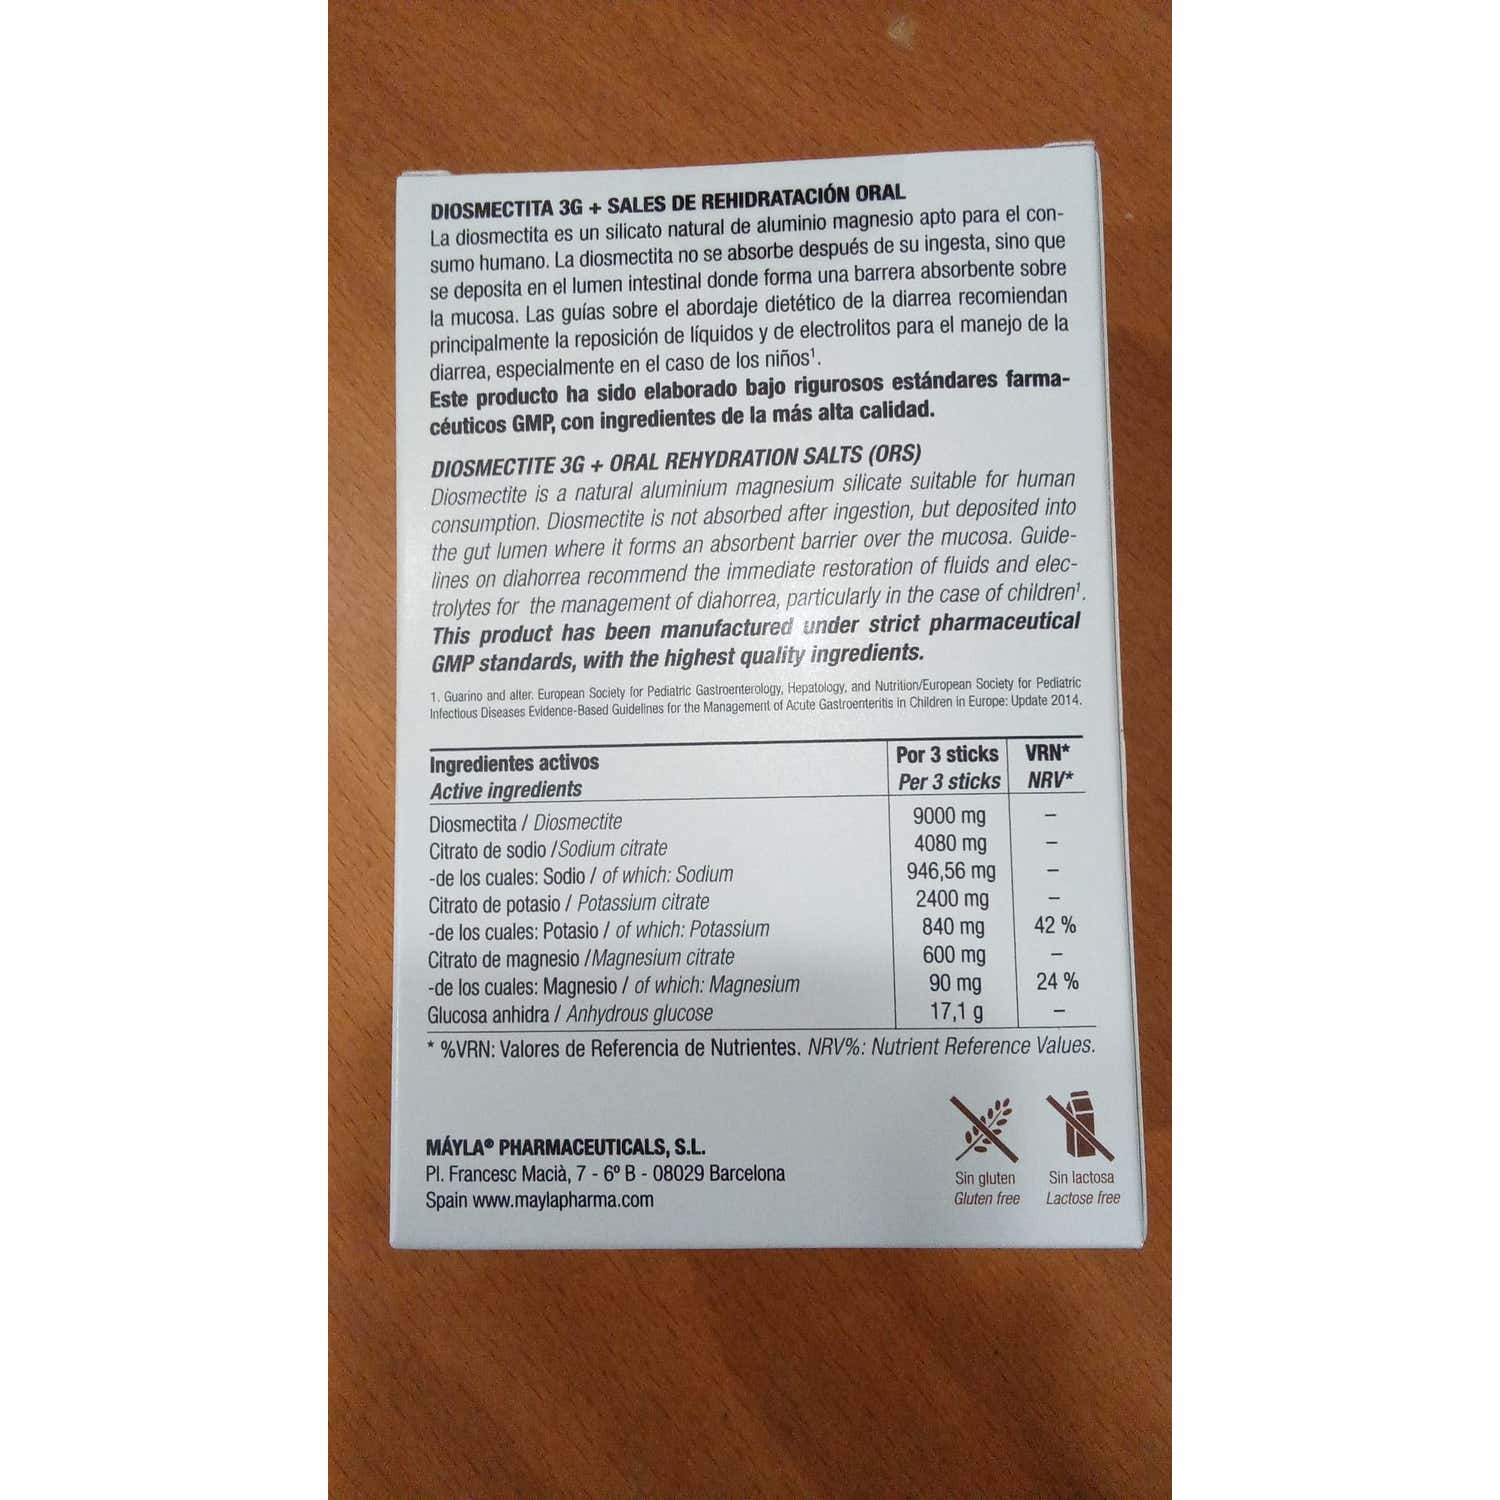 DIOSMECTITA 3G + SALES DE REHIDRATACIÓN ORAL
La diosmectita es un silicato natural de aluminio magnesio apto para el con-
sumo humano. La diosmectita no se absorbe después de su ingesta, sino que
se deposita en el lumen intestinal donde forma una barrera absorbente sobre
la mucosa. Las guías sobre el abordaje dietético de la diarrea recomiendan
principalmente la reposición de líquidos y de electrolitos para el manejo de la
diarrea, especialmente en el caso de los niños¹.
Este producto ha sido elaborado bajo rigurosos estándares farma-
céuticos GMP, con ingredientes de la más alta calidad.
DIOSMECTITE 3G + ORAL REHYDRATION SALTS (ORS)
Diosmectite is a natural aluminium magnesium silicate suitable for human
consumption. Diosmectite is not absorbed after ingestion, but deposited into
the gut lumen where it forms an absorbent barrier over the mucosa. Guide-
lines on diahorrea recommend the immediate restoration of fluids and elec-
trolytes for the management of diahorrea, particularly in the case of children¹.
This product has been manufactured under strict pharmaceutical
GMP standards, with the highest quality ingredients.
1. Guarino and alter. European Society for Pediatric Gastroenterology, Hepatology, and Nutrition/European Society for Pediatric
Infectious Diseases Evidence-Based Guidelines for the Management of Acute Gastroenteritis in Children in Europe: Update 2014.
Ingredientes activos Por 3 sticks VRN*
Active ingredients Per 3 sticks NRV*
Diosmectita / Diosmectite 9000 mg –
Citrato de sodio /Sodium citrate 4080 mg –
-de los cuales: Sodio / of which: Sodium 946,56 mg –
Citrato de potasio / Potassium citrate 2400 mg –
-de los cuales: Potasio / of which: Potassium 840 mg 42 %
Citrato de magnesio /Magnesium citrate 600 mg –
-de los cuales: Magnesio / of which: Magnesium 90 mg 24 %
Glucosa anhidra / Anhydrous glucose 17,1 g –
* %VRN: Valores de Referencia de Nutrientes. NRV%: Nutrient Reference Values.
MÁYLA® PHARMACEUTICALS, S.L.
Pl. Francesc Macià, 7 - 6º B - 08029 Barcelona
Spain www.maylapharma.com
Sin gluten
Gluten free
Sin lactosa
Lactose free